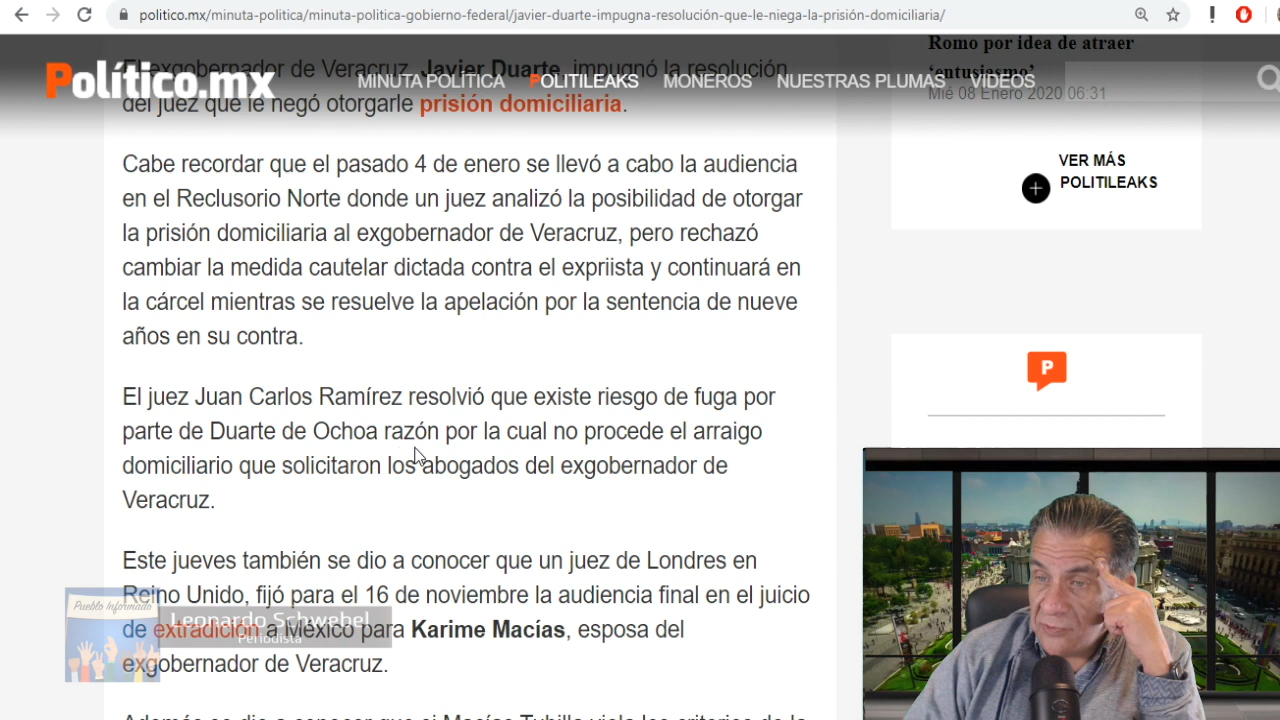 politico.mx/minuta-politica/minuta-politica-gobierno-federal/javier-duarte-impugna-resolución-que-le-niega-la-prisión-domiciliaria/
Político.mx
MINUTA POLÍTICA
POLITILEAKS
MONEROS
NUESTRAS PLUMAS
VIDEOS
El exgobernador de Veracruz, Javier Duarte, impugnó la resolución
del juez que le negó otorgarle prisión domiciliaria.
Cabe recordar que el pasado 4 de enero se llevó a cabo la audiencia
en el Reclusorio Norte donde un juez analizó la posibilidad de otorgar
la prisión domiciliaria al exgobernador de Veracruz, pero rechazó
cambiar la medida cautelar dictada contra el expriista y continuará en
la cárcel mientras se resuelve la apelación por la sentencia de nueve
años en su contra.
El juez Juan Carlos Ramírez resolvió que existe riesgo de fuga por
parte de Duarte de Ochoa razón por la cual no procede el arraigo
domiciliario que solicitaron los abogados del exgobernador de
Veracruz.
Este jueves también se dio a conocer que un juez de Londres en
Reino Unido, fijó para el 16 de noviembre la audiencia final en el juicio
de extradición a México para Karime Macías, esposa del
exgobernador de Veracruz.
Además se dio a conocer que si Macías Tubilla viola los criterios de la
Romo por idea de atraer
‘entusiasmo’
Mié 08 Enero 2020 06:31
VER MÁS
POLITILEAKS
P
Pueblo Informado
Leonardo Schwebel
Periodista